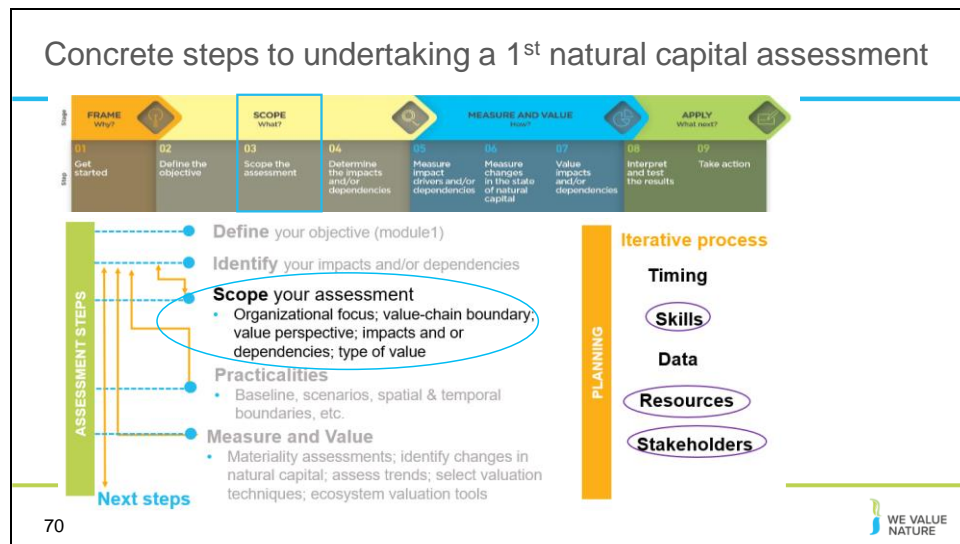 Concrete steps to undertaking a 1st natural capital assessment
Stage
FRAME
Why?
SCOPE
What?
MEASURE AND VALUE
How?
APPLY
What next?
Step
01
Get
started
02
Define the
objective
03
Scope the
assessment
04
Determine
the impacts
and/or
dependencies
05
Measure
impact
drivers and/or
dependencies
06
Measure
changes
in the state
of natural
capital
07
Value
impacts
and/or
dependencies
08
Interpret
and test
the results
09
Take action
ASSESSMENT STEPS
Define your objective (module1)
Identify your impacts and/or dependencies
Scope your assessment
• Organizational focus; value-chain boundary;
value perspective; impacts and or
dependencies; type of value
Practicalities
• Baseline, scenarios, spatial & temporal
boundaries, etc.
Measure and Value
• Materiality assessments; identify changes in
natural capital; assess trends; select valuation
techniques; ecosystem valuation tools
Next steps
PLANNING
Iterative process
Timing
Skills
Data
Resources
Stakeholders
70
WE VALUE
NATURE